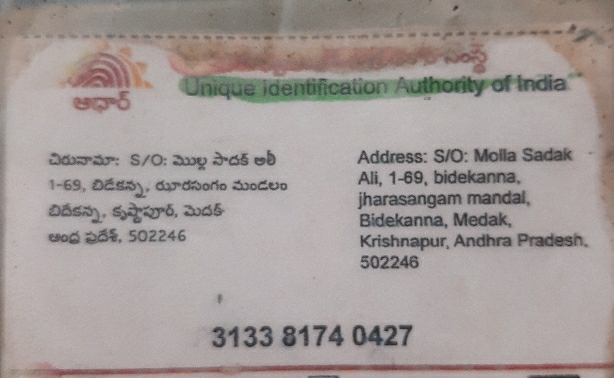 సంస్థ
ఆధార్
Unique Identification Authority of India
చిరునామా: S/O: మొల్ల సాదక్ అలీ
1-69, బిడేకన్న, ఝరాసంగం మండలం
బిదేకన్న, కృష్ణాపూర్, మెదక్
ఆంధ్ర ప్రదేశ్, 502246
Address: S/O: Molla Sadak
Ali, 1-69, bidekanna,
jharasangam mandal,
Bidekanna, Medak,
Krishnapur, Andhra Pradesh,
502246
3133 8174 0427